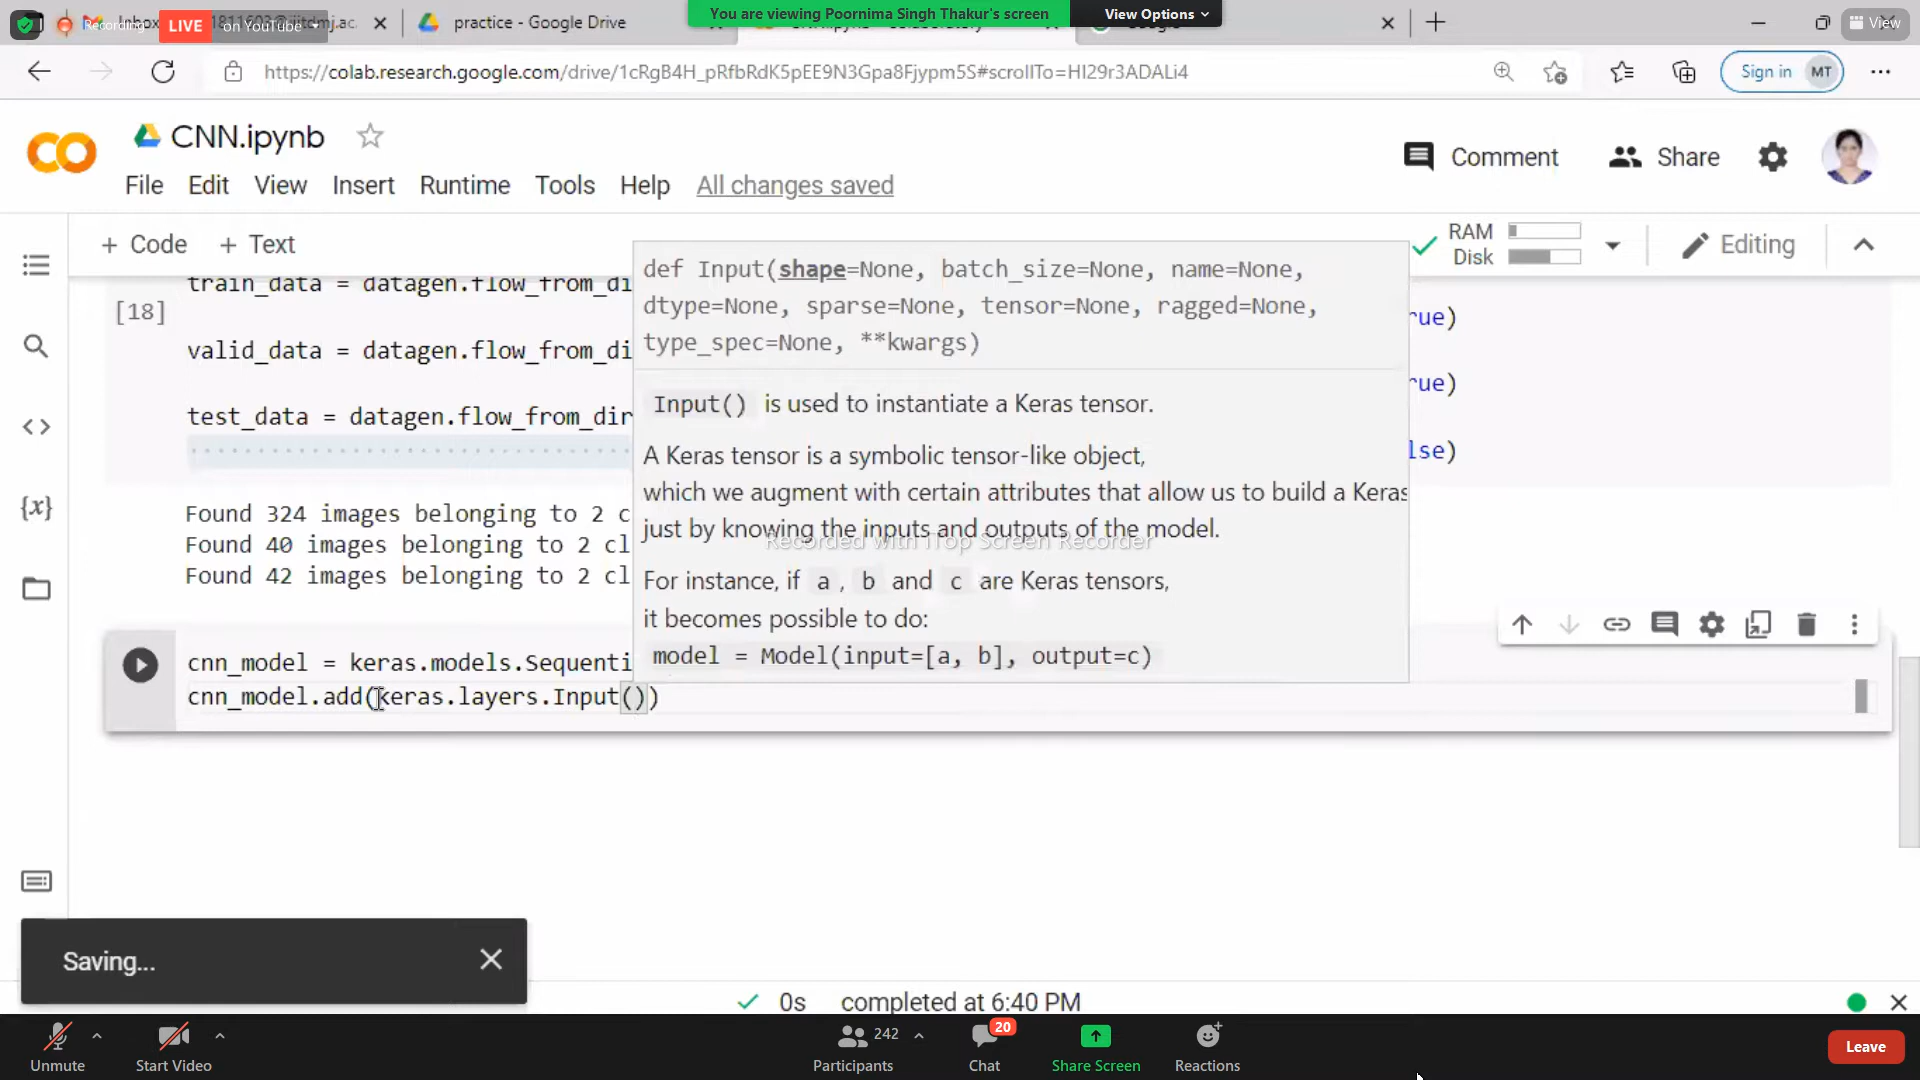 Recording
LIVE
on YouTube
practice - Google Drive
You are viewing Poornima Singh Thakur's screen
View Options
View
https://colab.research.google.com/drive/1cRgB4H_pRfbRdK5pEE9N3Gpa8Fjypm5S#scrollTo=HI29r3ADALi4
Sign in
MT
CNN.ipynb
Comment
Share
File
Edit
View
Insert
Runtime
Tools
Help
All changes saved
+ Code
+ Text
RAM
Disk
Editing
[18]
train_data = datagen.flow_from_di
rue)
valid_data = datagen.flow_from_di
rue)
test_data = datagen.flow_from_dir
lse)
def Input(shape=None, batch_size=None, name=None,
dtype=None, sparse=None, tensor=None, ragged=None,
type_spec=None, **kwargs)
Input() is used to instantiate a Keras tensor.
A Keras tensor is a symbolic tensor-like object,
which we augment with certain attributes that allow us to build a Keras
just by knowing the inputs and outputs of the model.
Recorded with iTop Screen Recorder
For instance, if a, b and c are Keras tensors,
it becomes possible to do:
model = Model(input=[a, b], output=c)
Found 324 images belonging to 2 c
Found 40 images belonging to 2 cl
Found 42 images belonging to 2 cl
cnn_model = keras.models.Sequenti
cnn_model.add(keras.layers.Input())
Saving...
0s completed at 6:40 PM
Unmute
Start Video
242
Participants
20
Chat
Share Screen
Reactions
Leave